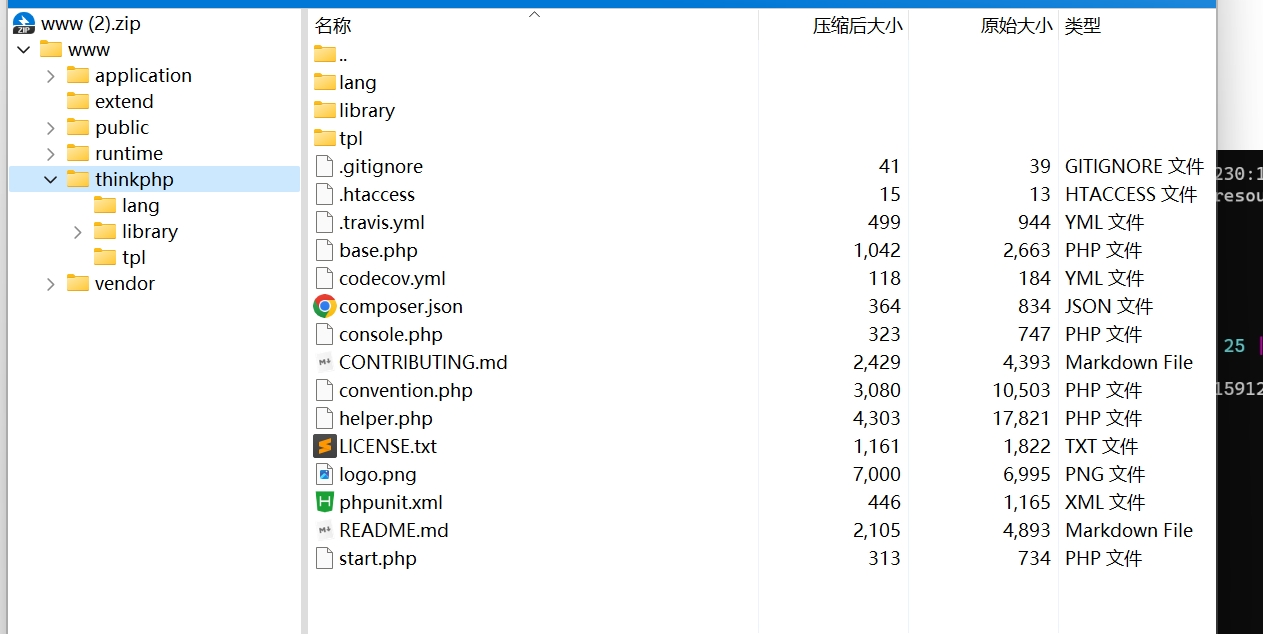 www (2).zip
www
application
extend
public
runtime
thinkphp
lang
library
tpl
vendor
名称 压缩后大小 原始大小 类型
..
lang
library
tpl
.gitignore 41 39 GITIGNORE 文件
.htaccess 15 13 HTACCESS 文件
.travis.yml 499 944 YML 文件
base.php 1,042 2,663 PHP 文件
codecov.yml 118 184 YML 文件
composer.json 364 834 JSON 文件
console.php 323 747 PHP 文件
CONTRIBUTING.md 2,429 4,393 Markdown File
convention.php 3,080 10,503 PHP 文件
helper.php 4,303 17,821 PHP 文件
LICENSE.txt 1,161 1,822 TXT 文件
logo.png 7,000 6,995 PNG 文件
phpunit.xml 446 1,165 XML 文件
README.md 2,105 4,893 Markdown File
start.php 313 734 PHP 文件
230:1
resou
25
15912